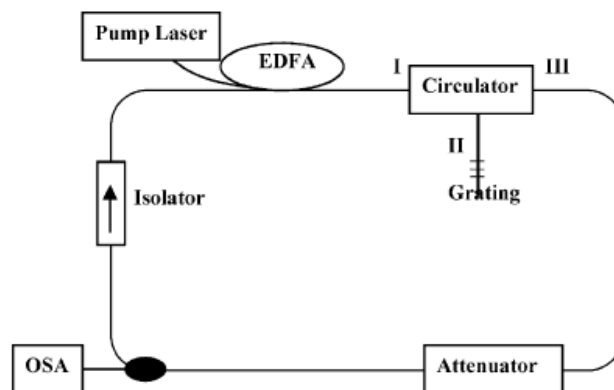 Pump Laser
EDFA
I
Circulator
III
II
Grating
Isolator
OSA
Attenuator